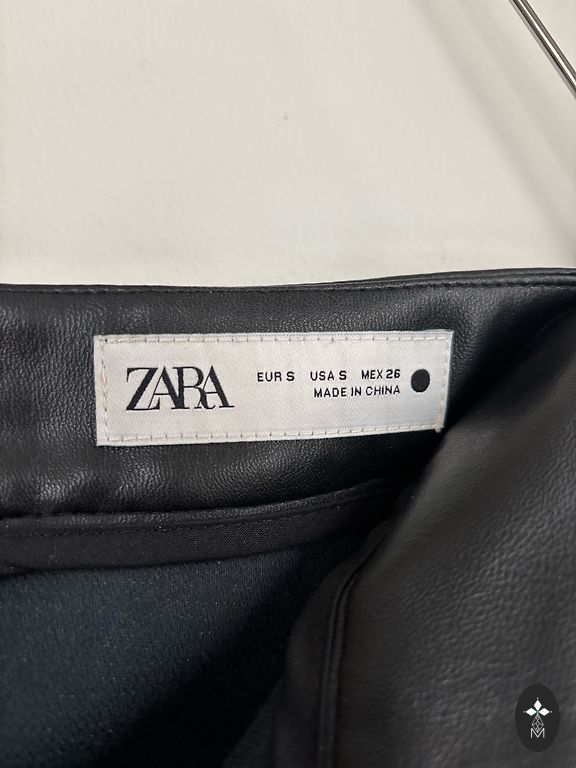 ZARA
EUR S USA S MEX 26
MADE IN CHINA
M